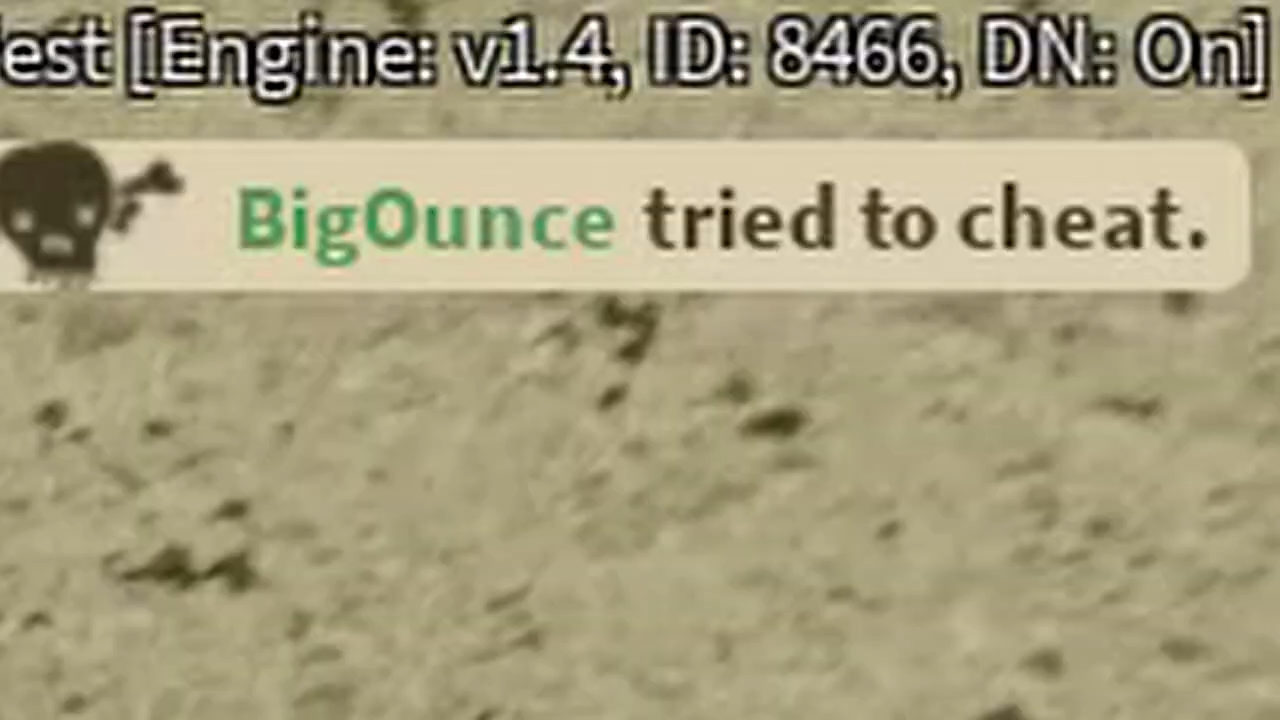 est [Engine: v1.4, ID: 8466, DN: On]
BigOunce tried to cheat.